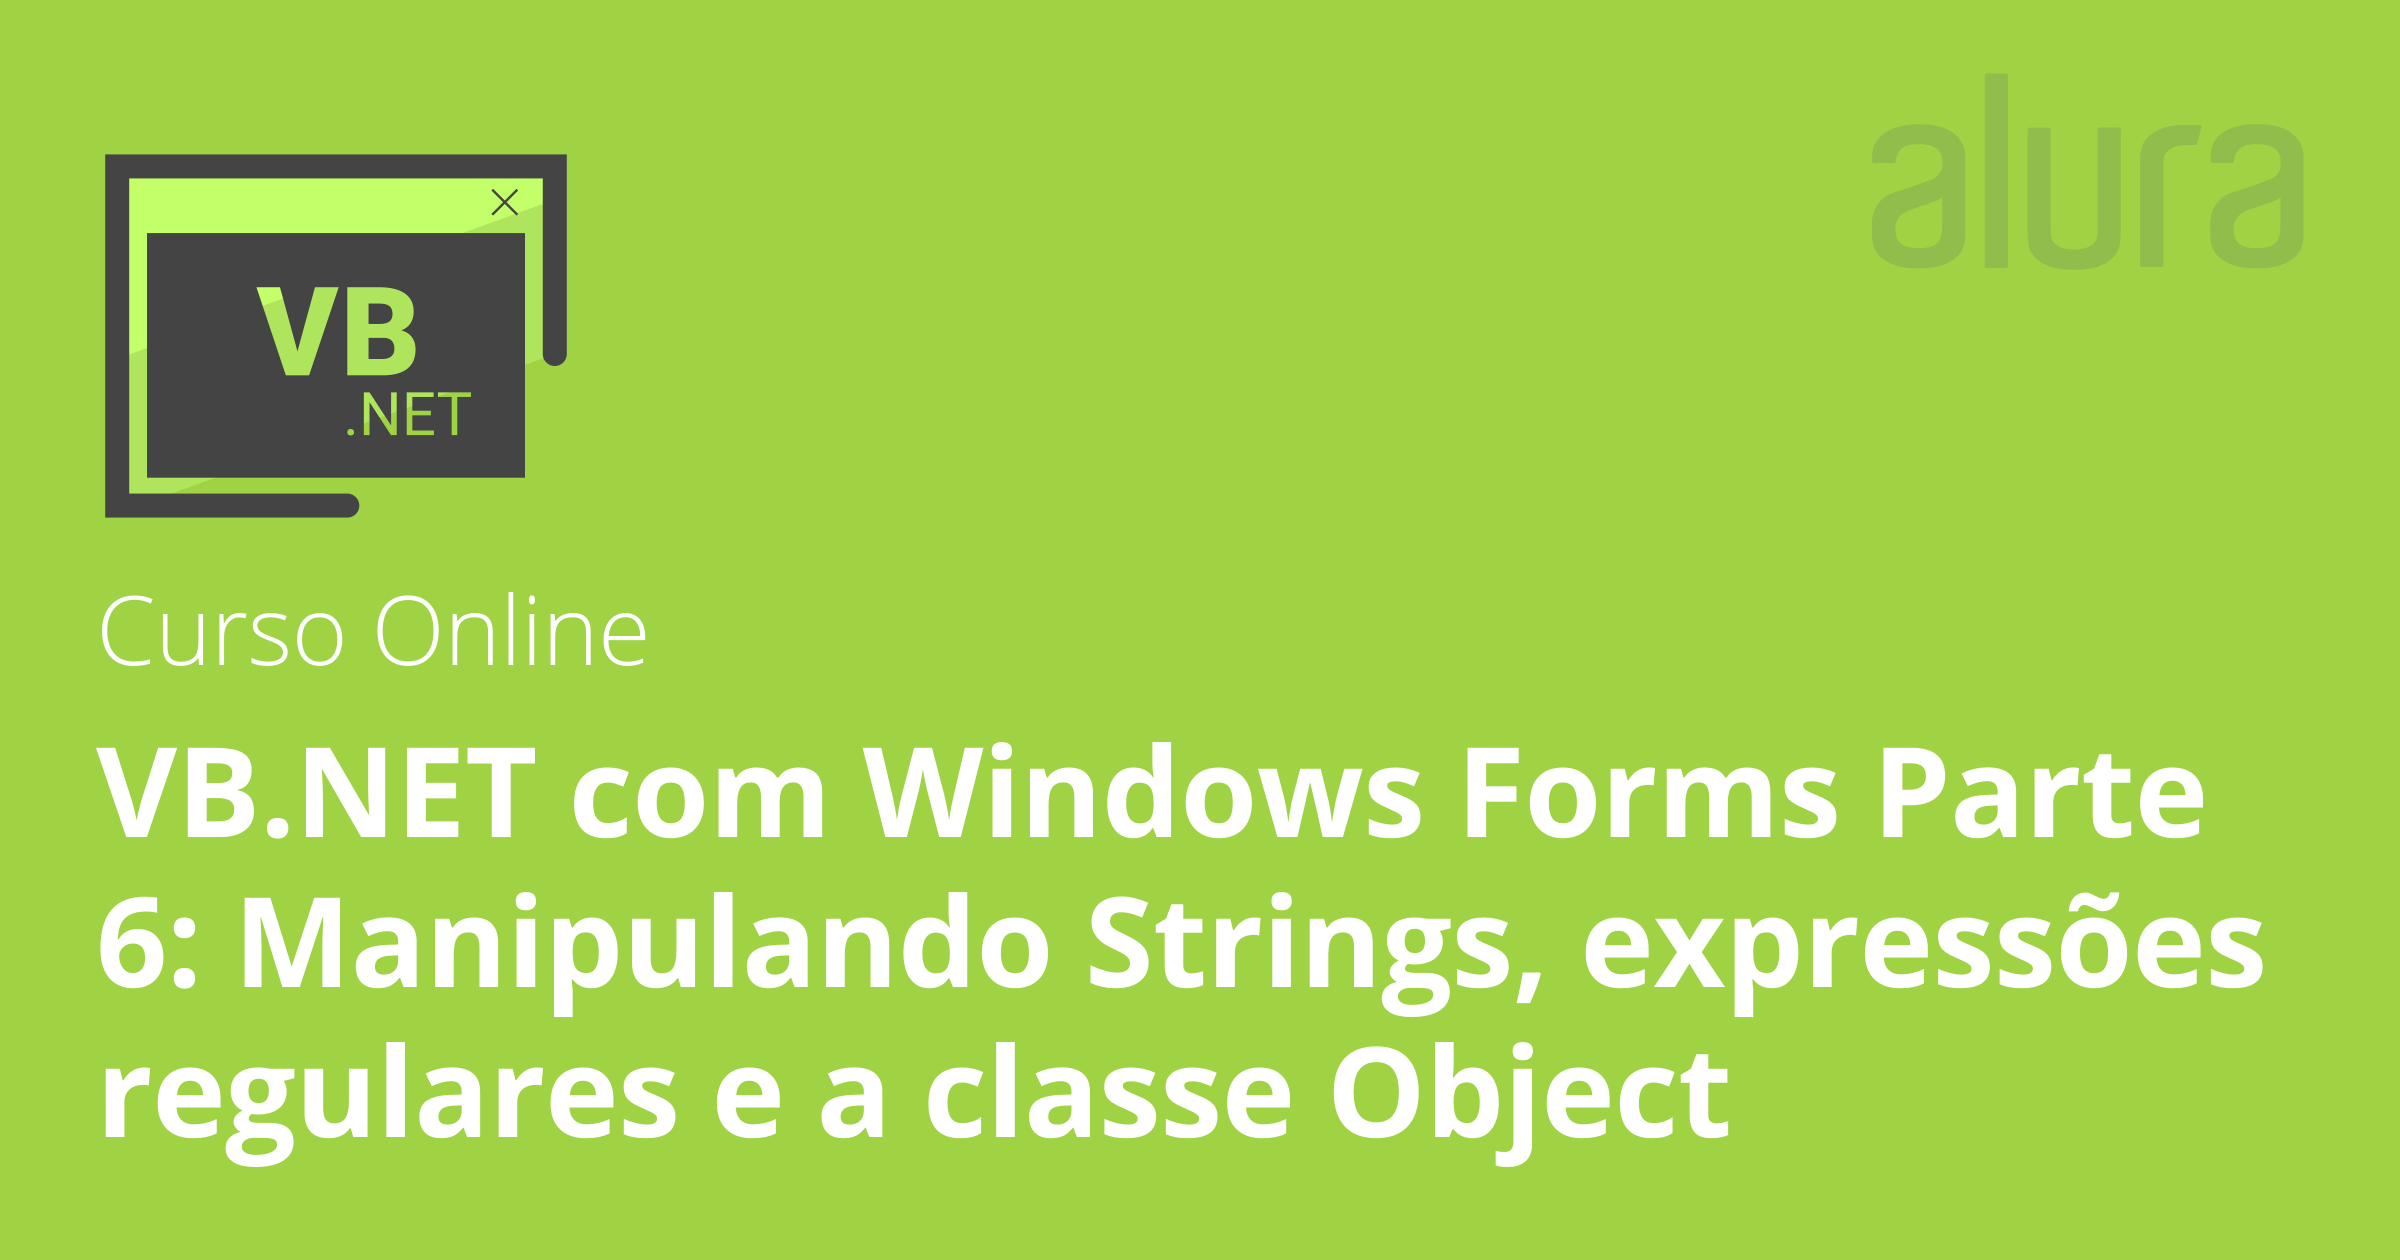 alura
VB
.NET
Curso Online
VB.NET com Windows Forms Parte
6: Manipulando Strings, expressões
regulares e a classe Object